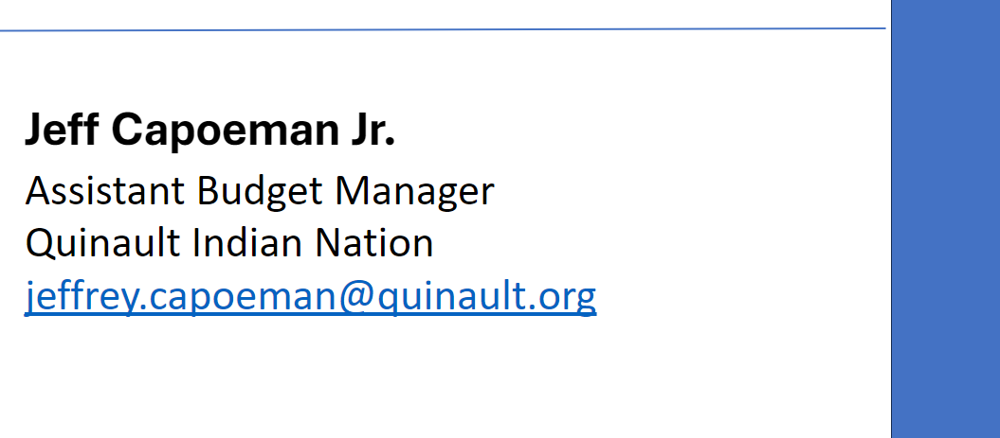 Jeff Capoeman Jr.
Assistant Budget Manager
Quinault Indian Nation
jeffrey.capoeman@quinault.org